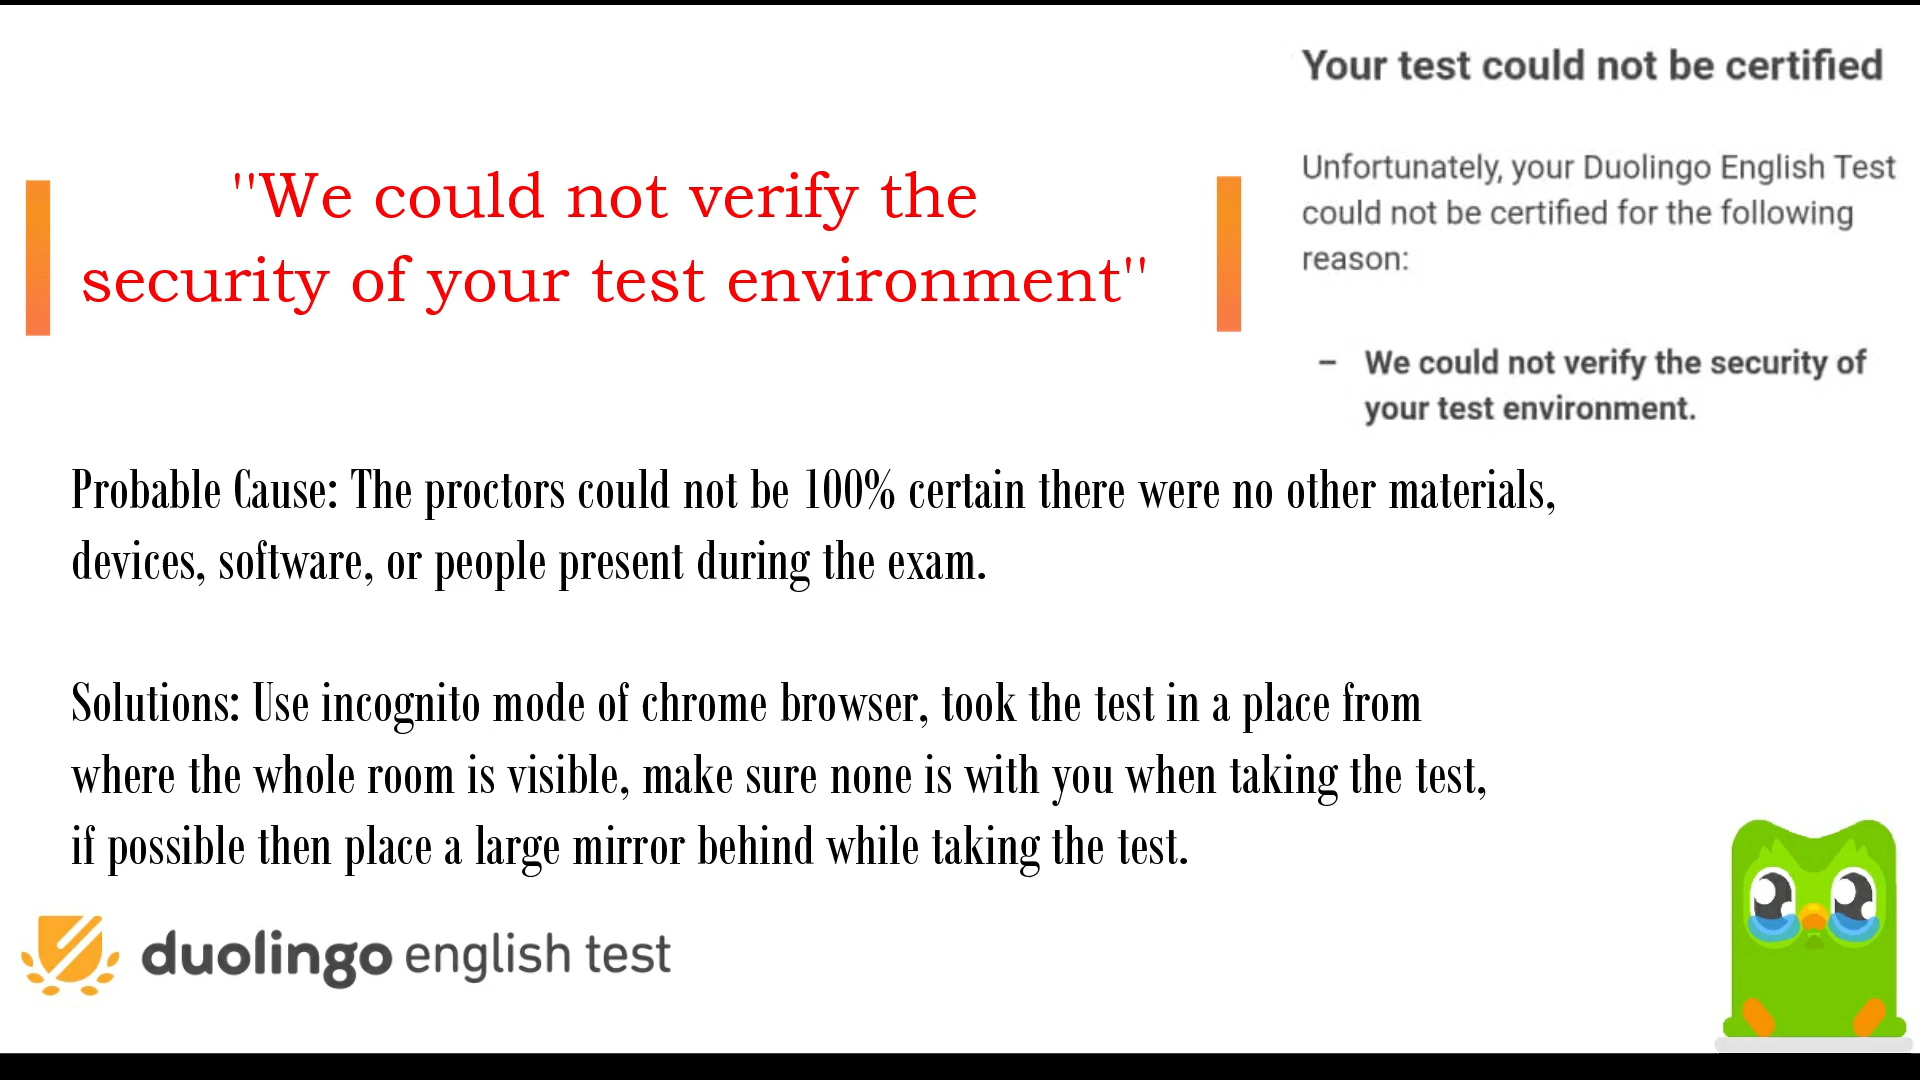 "We could not verify the
security of your test environment"
Your test could not be certified
Unfortunately, your Duolingo English Test
could not be certified for the following
reason:
– We could not verify the security of
your test environment.
Probable Cause: The proctors could not be 100% certain there were no other materials,
devices, software, or people present during the exam.
Solutions: Use incognito mode of chrome browser, took the test in a place from
where the whole room is visible, make sure none is with you when taking the test,
if possible then place a large mirror behind while taking the test.
duolingo english test